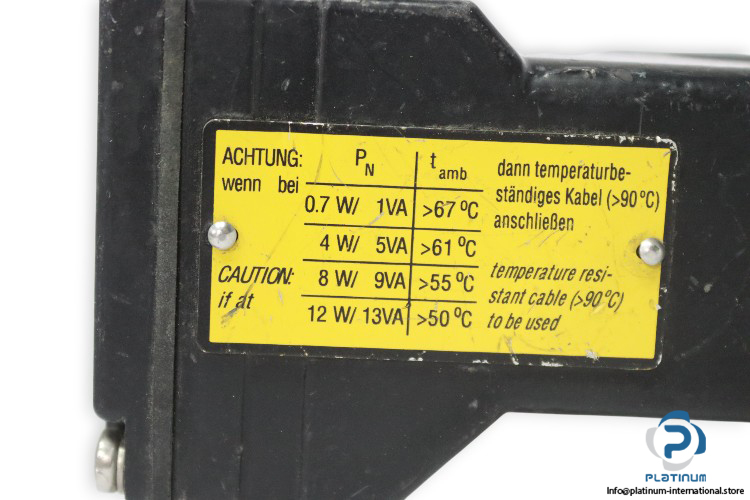 ACHTUNG: P_N t_amb dann temperaturbe-
wenn bei ständiges Kabel (>90°C)
0.7 W/ 1VA >67°C anschließen
4 W/ 5VA >61°C
CAUTION: 8 W/ 9VA >55°C temperature resi-
if at stant cable (>90°C)
12 W/ 13VA >50°C to be used
P
PLATINUM
Info@platinum-international.store